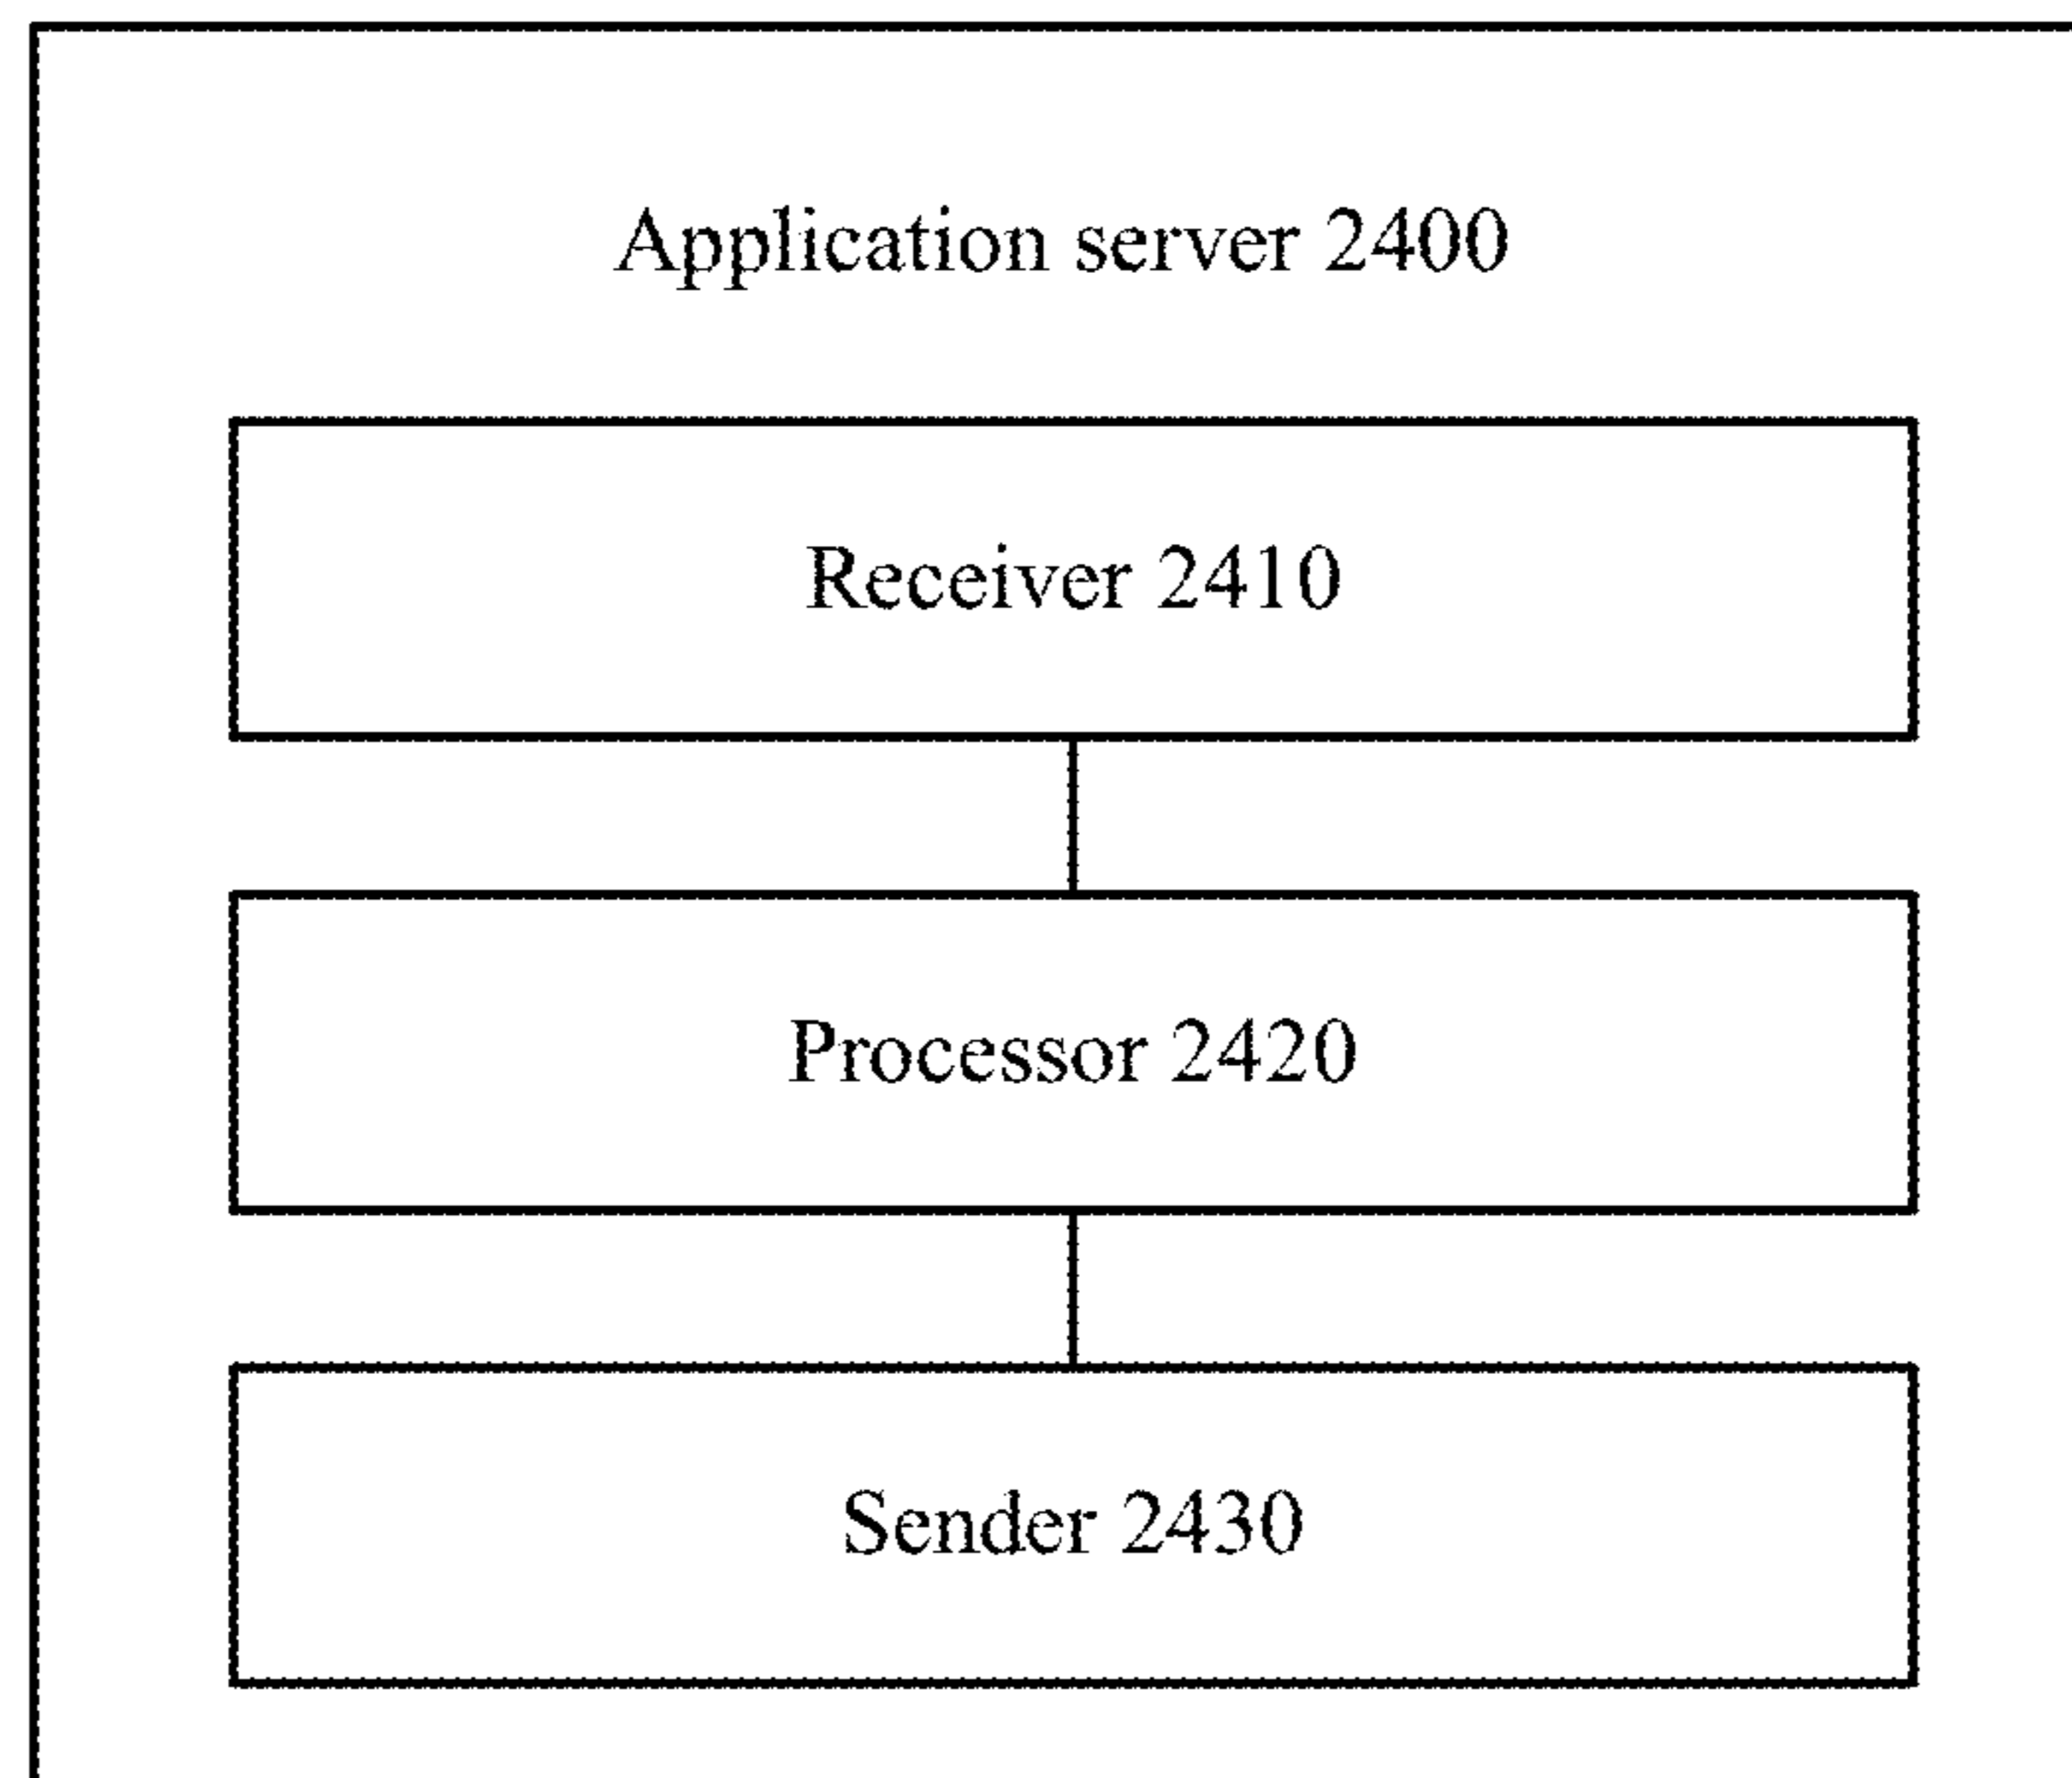 Application server 2400
Receiver 2410
Processor 2420
Sender 2430